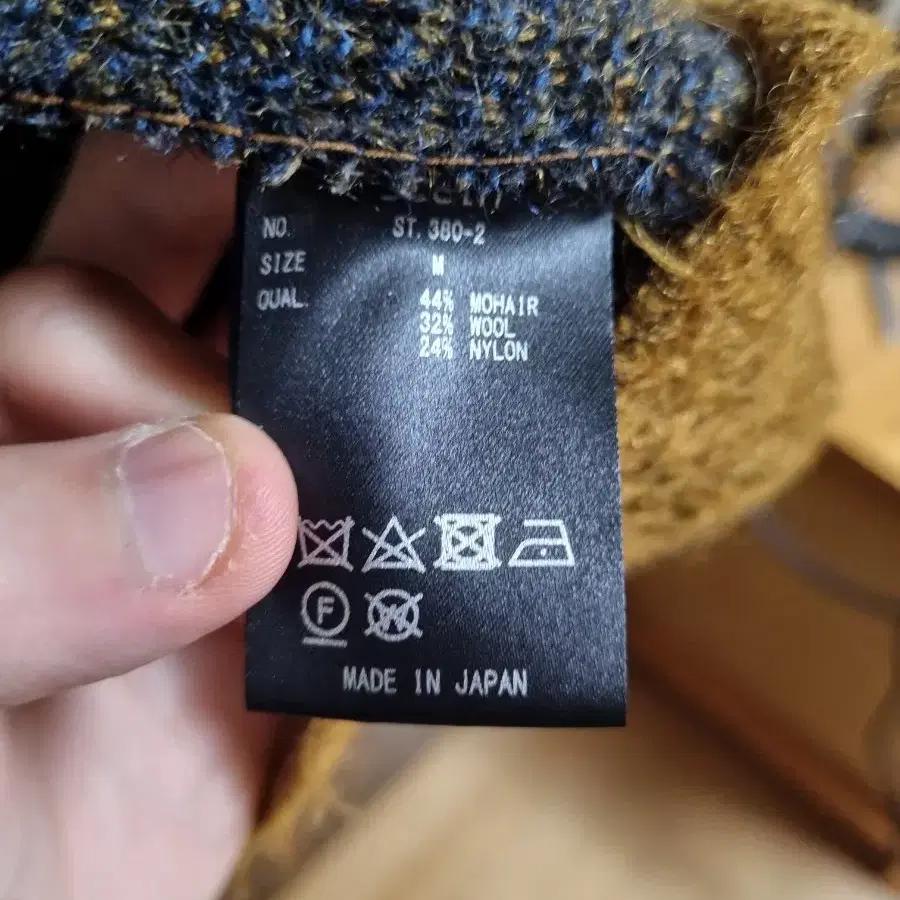 NO. ST.380-2
SIZE M
QUAL. 44% MOHAIR
32% WOOL
24% NYLON
F
W
MADE IN JAPAN